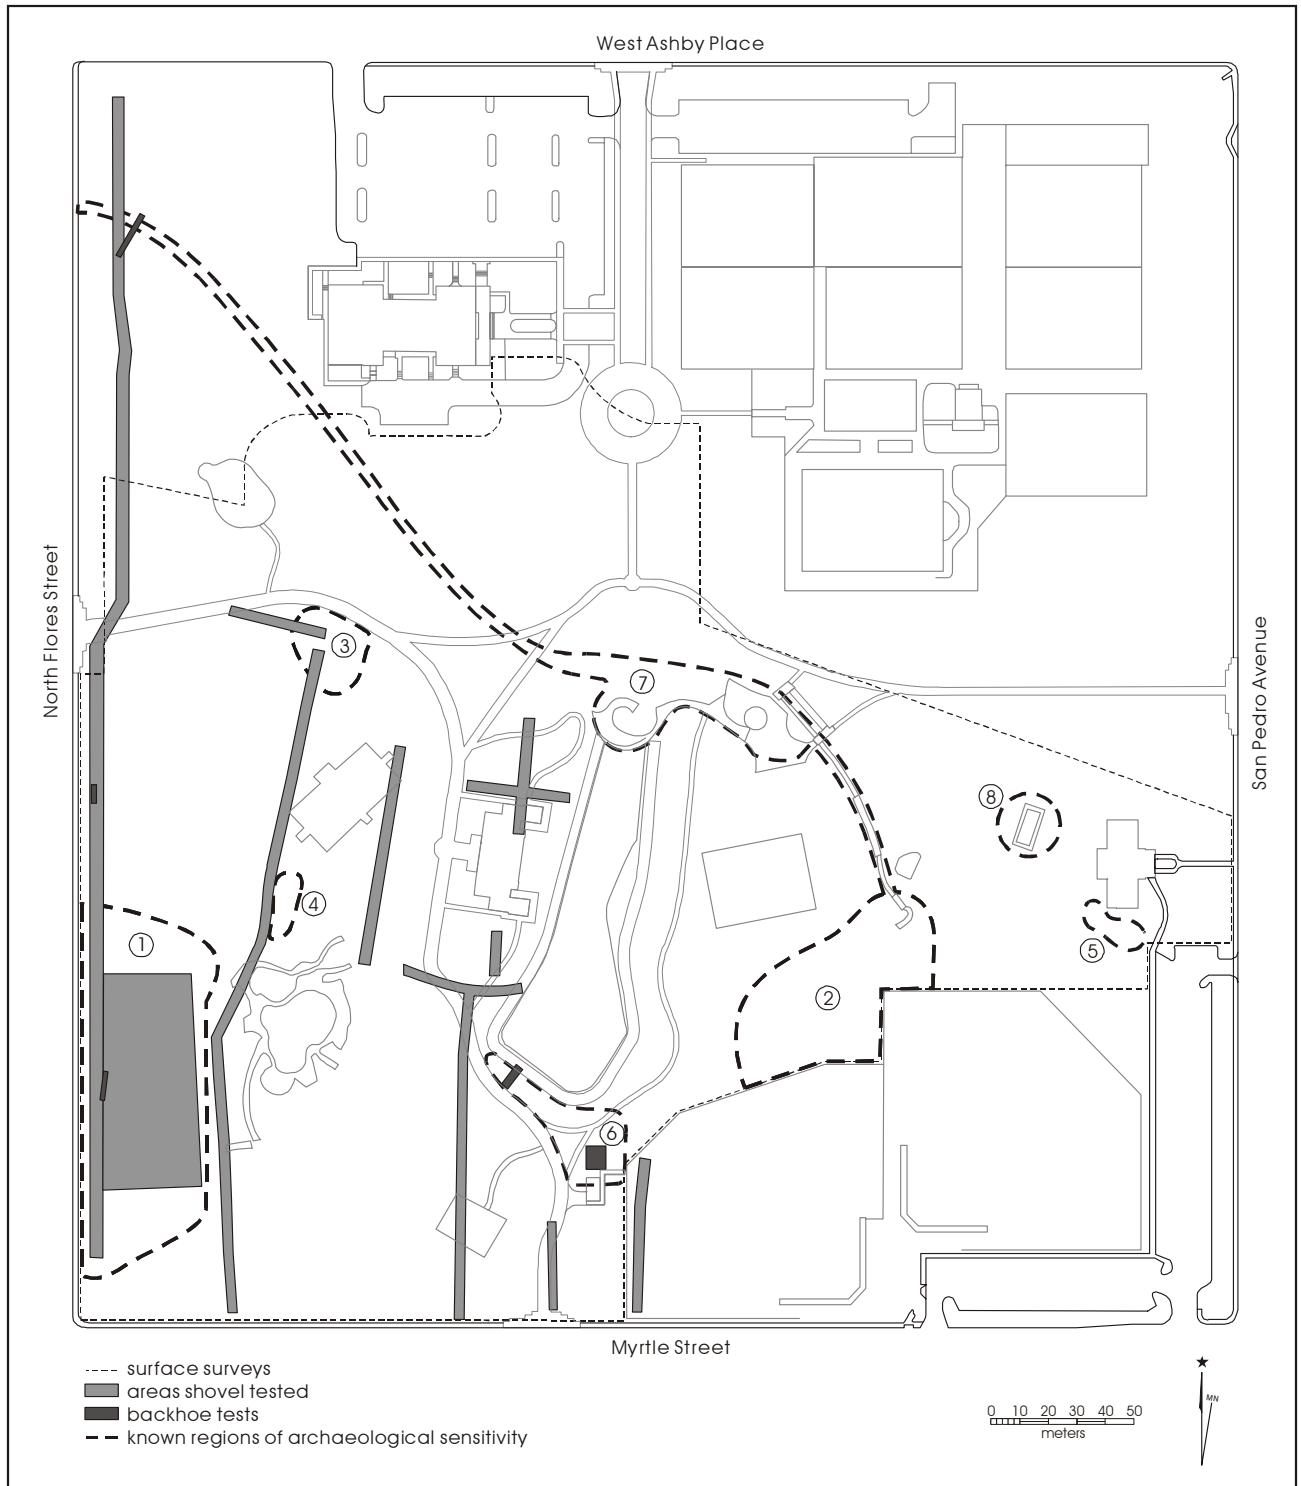 West Ashby Place
North Flores Street
San Pedro Avenue
3
7
8
4
1
5
2
6
Myrtle Street
surface surveys
areas shovel tested
backhoe tests
known regions of archaeological sensitivity
0 10 20 30 40 50
meters
MN